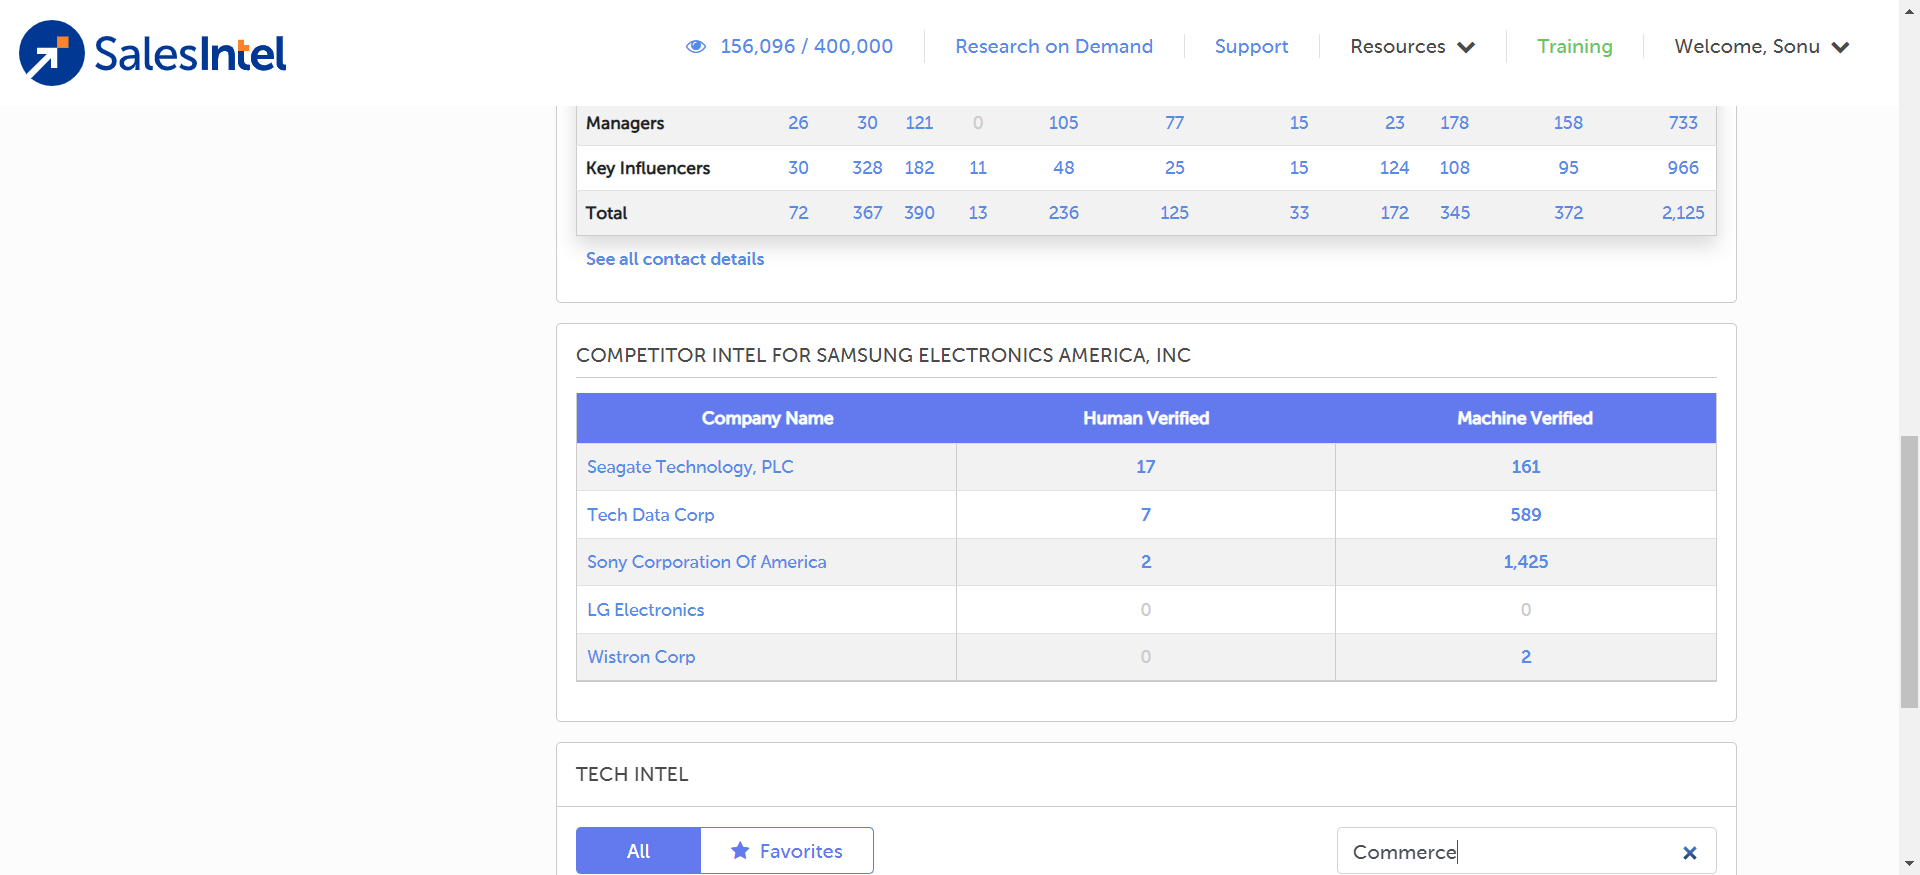 SalesIntel
156,096 / 400,000 Research on Demand Support Resources Training Welcome, Sonu
Managers 26 30 121 0 105 77 15 23 178 158 733
Key Influencers 30 328 182 11 48 25 15 124 108 95 966
Total 72 367 390 13 236 125 33 172 345 372 2,125
See all contact details
COMPETITOR INTEL FOR SAMSUNG ELECTRONICS AMERICA, INC
Company Name Human Verified Machine Verified
Seagate Technology, PLC 17 161
Tech Data Corp 7 589
Sony Corporation Of America 2 1,425
LG Electronics 0 0
Wistron Corp 0 2
TECH INTEL
All Favorites Commerce